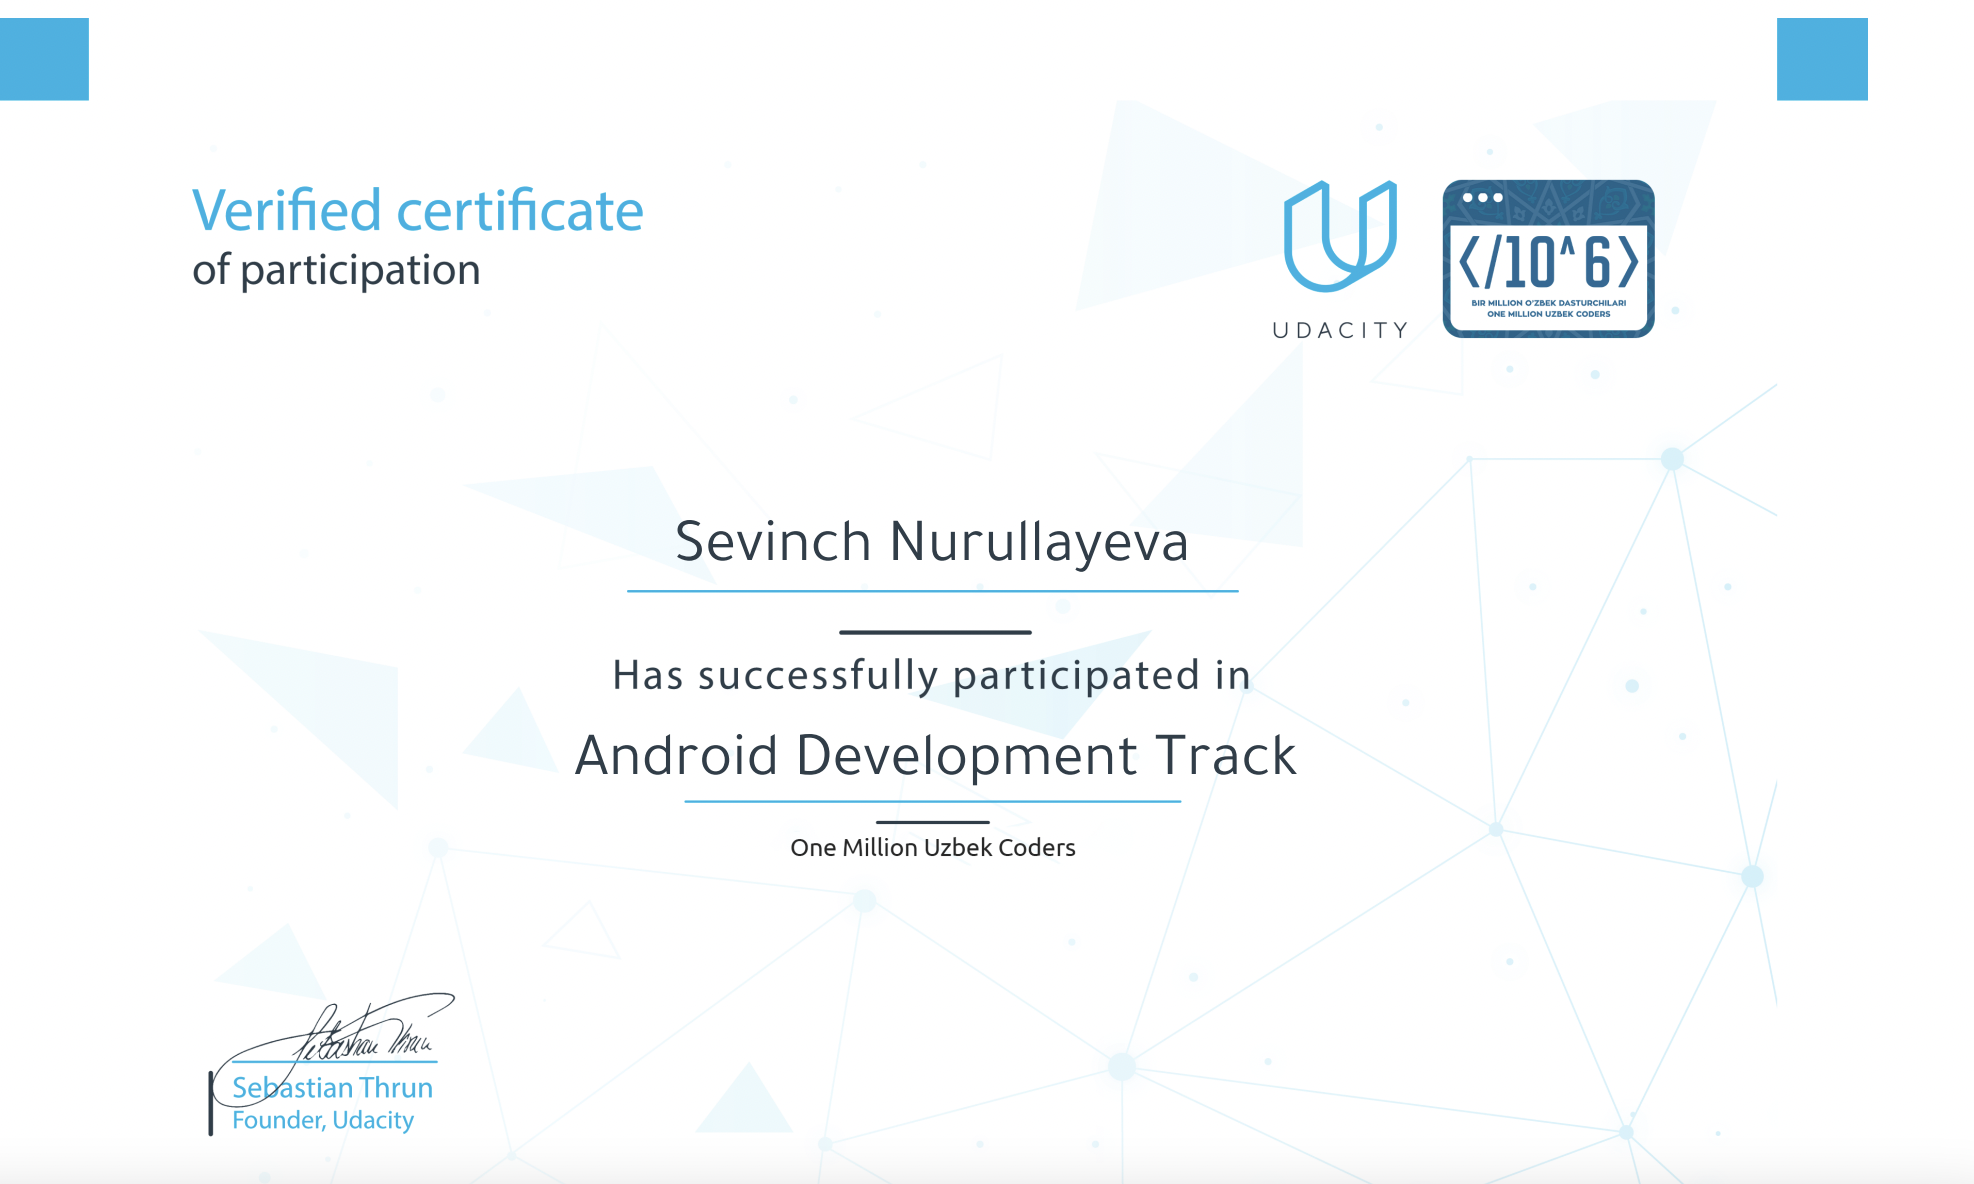 Verified certificate
of participation
UDACITY
</10^6>
BIR MILLION O'ZBEK DASTURCHILARI
ONE MILLION UZBEK CODERS
Sevinch Nurullayeva
Has successfully participated in
Android Development Track
One Million Uzbek Coders
Sebastian Thrun
Sebastian Thrun
Founder, Udacity